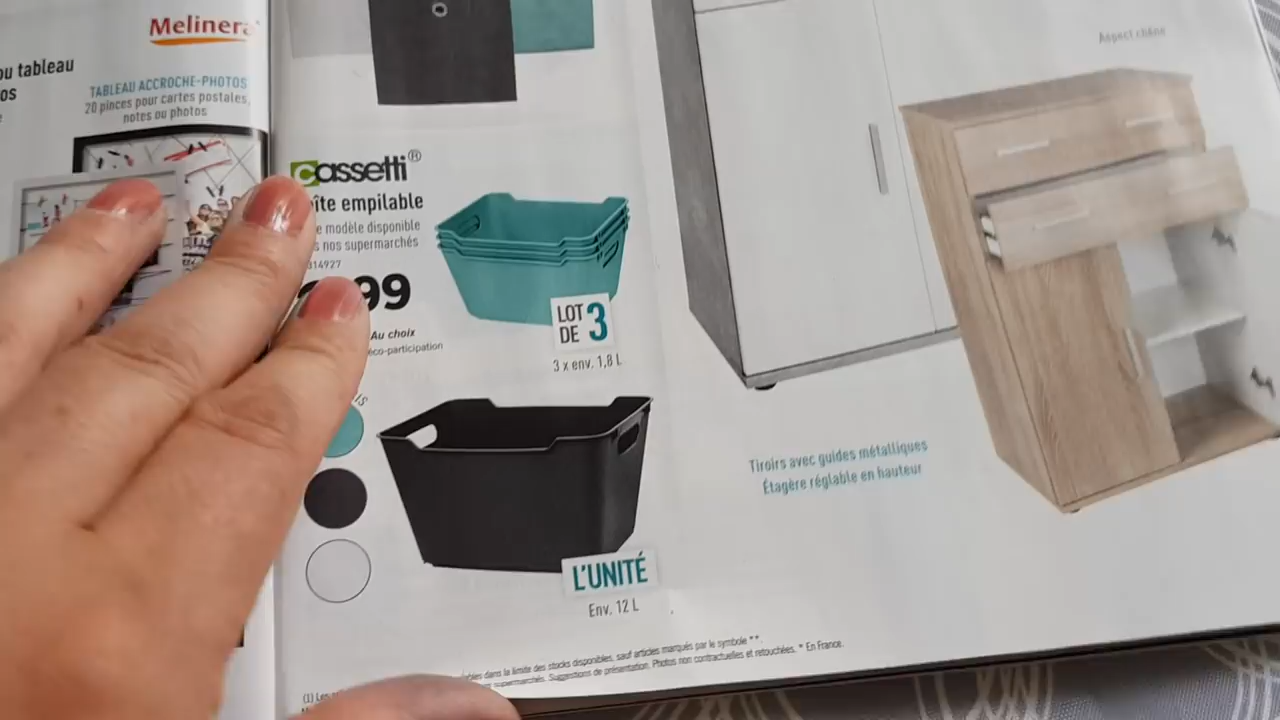 Melinera
ou tableau
os
TABLEAU ACCROCHE-PHOTOS
20 pinces pour cartes postales,
notes ou photos
cassetti®
îte empilable
e modèle disponible
s nos supermarchés
314927
99
Au choix
éco-participation
LOT
DE 3
3 x env. 1,8 L
L'UNITÉ
Env. 12 L
Aspect chêne
Tiroirs avec guides métalliques
Étagère réglable en hauteur
dans la limite des stocks disponibles, sauf articles marqués par le symbole **.
supermarchés. Suggestions de présentation. Photos non contractuelles et retouchées. * En France.
(1) Les